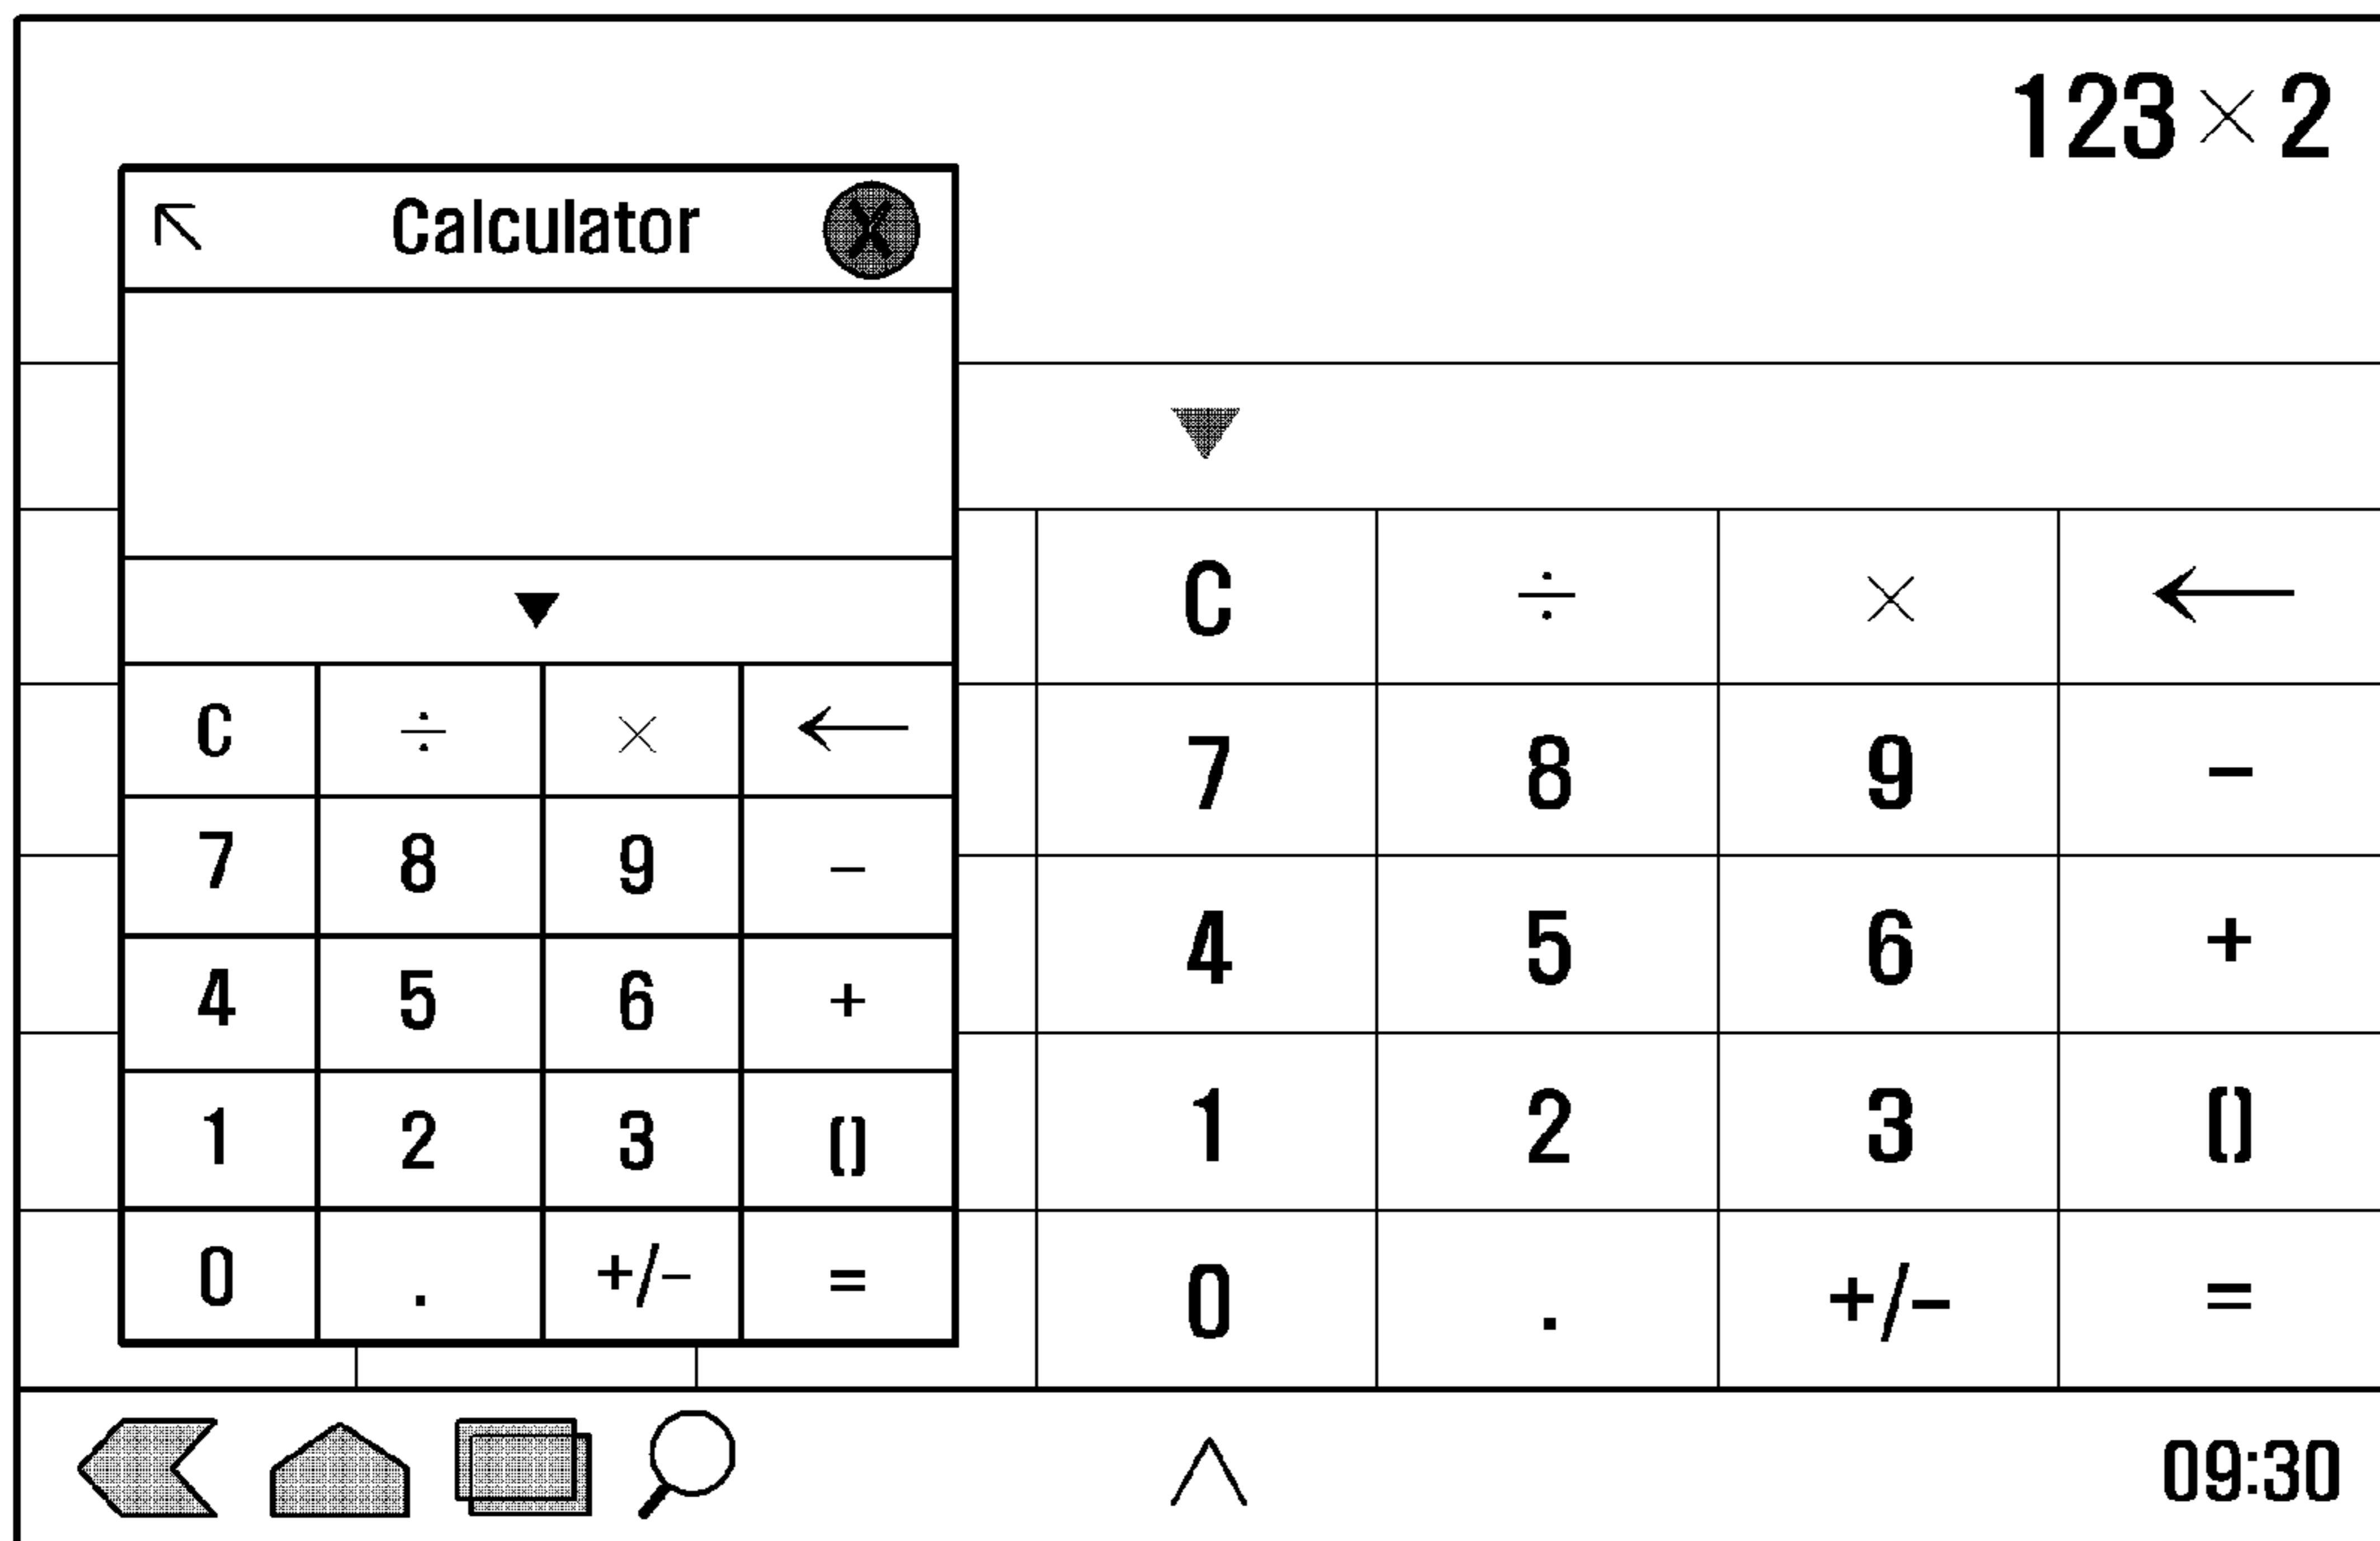 123×2
Calculator X
C ÷ × ←
7 8 9 −
4 5 6 +
1 2 3 ()
0 . +/− =
C ÷ × ←
7 8 9 −
4 5 6 +
1 2 3 ()
0 . +/− =
09:30